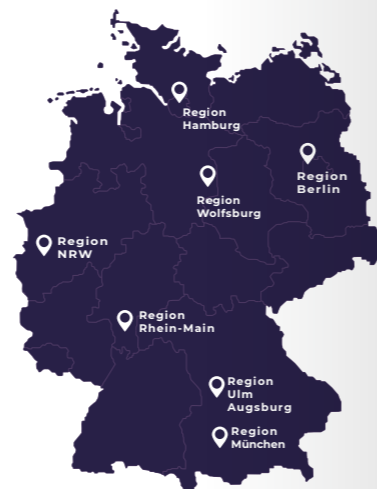 Region
Hamburg
Region
Berlin
Region
Wolfsburg
Region
NRW
Region
Rhein-Main
Region
Ulm
Augsburg
Region
München